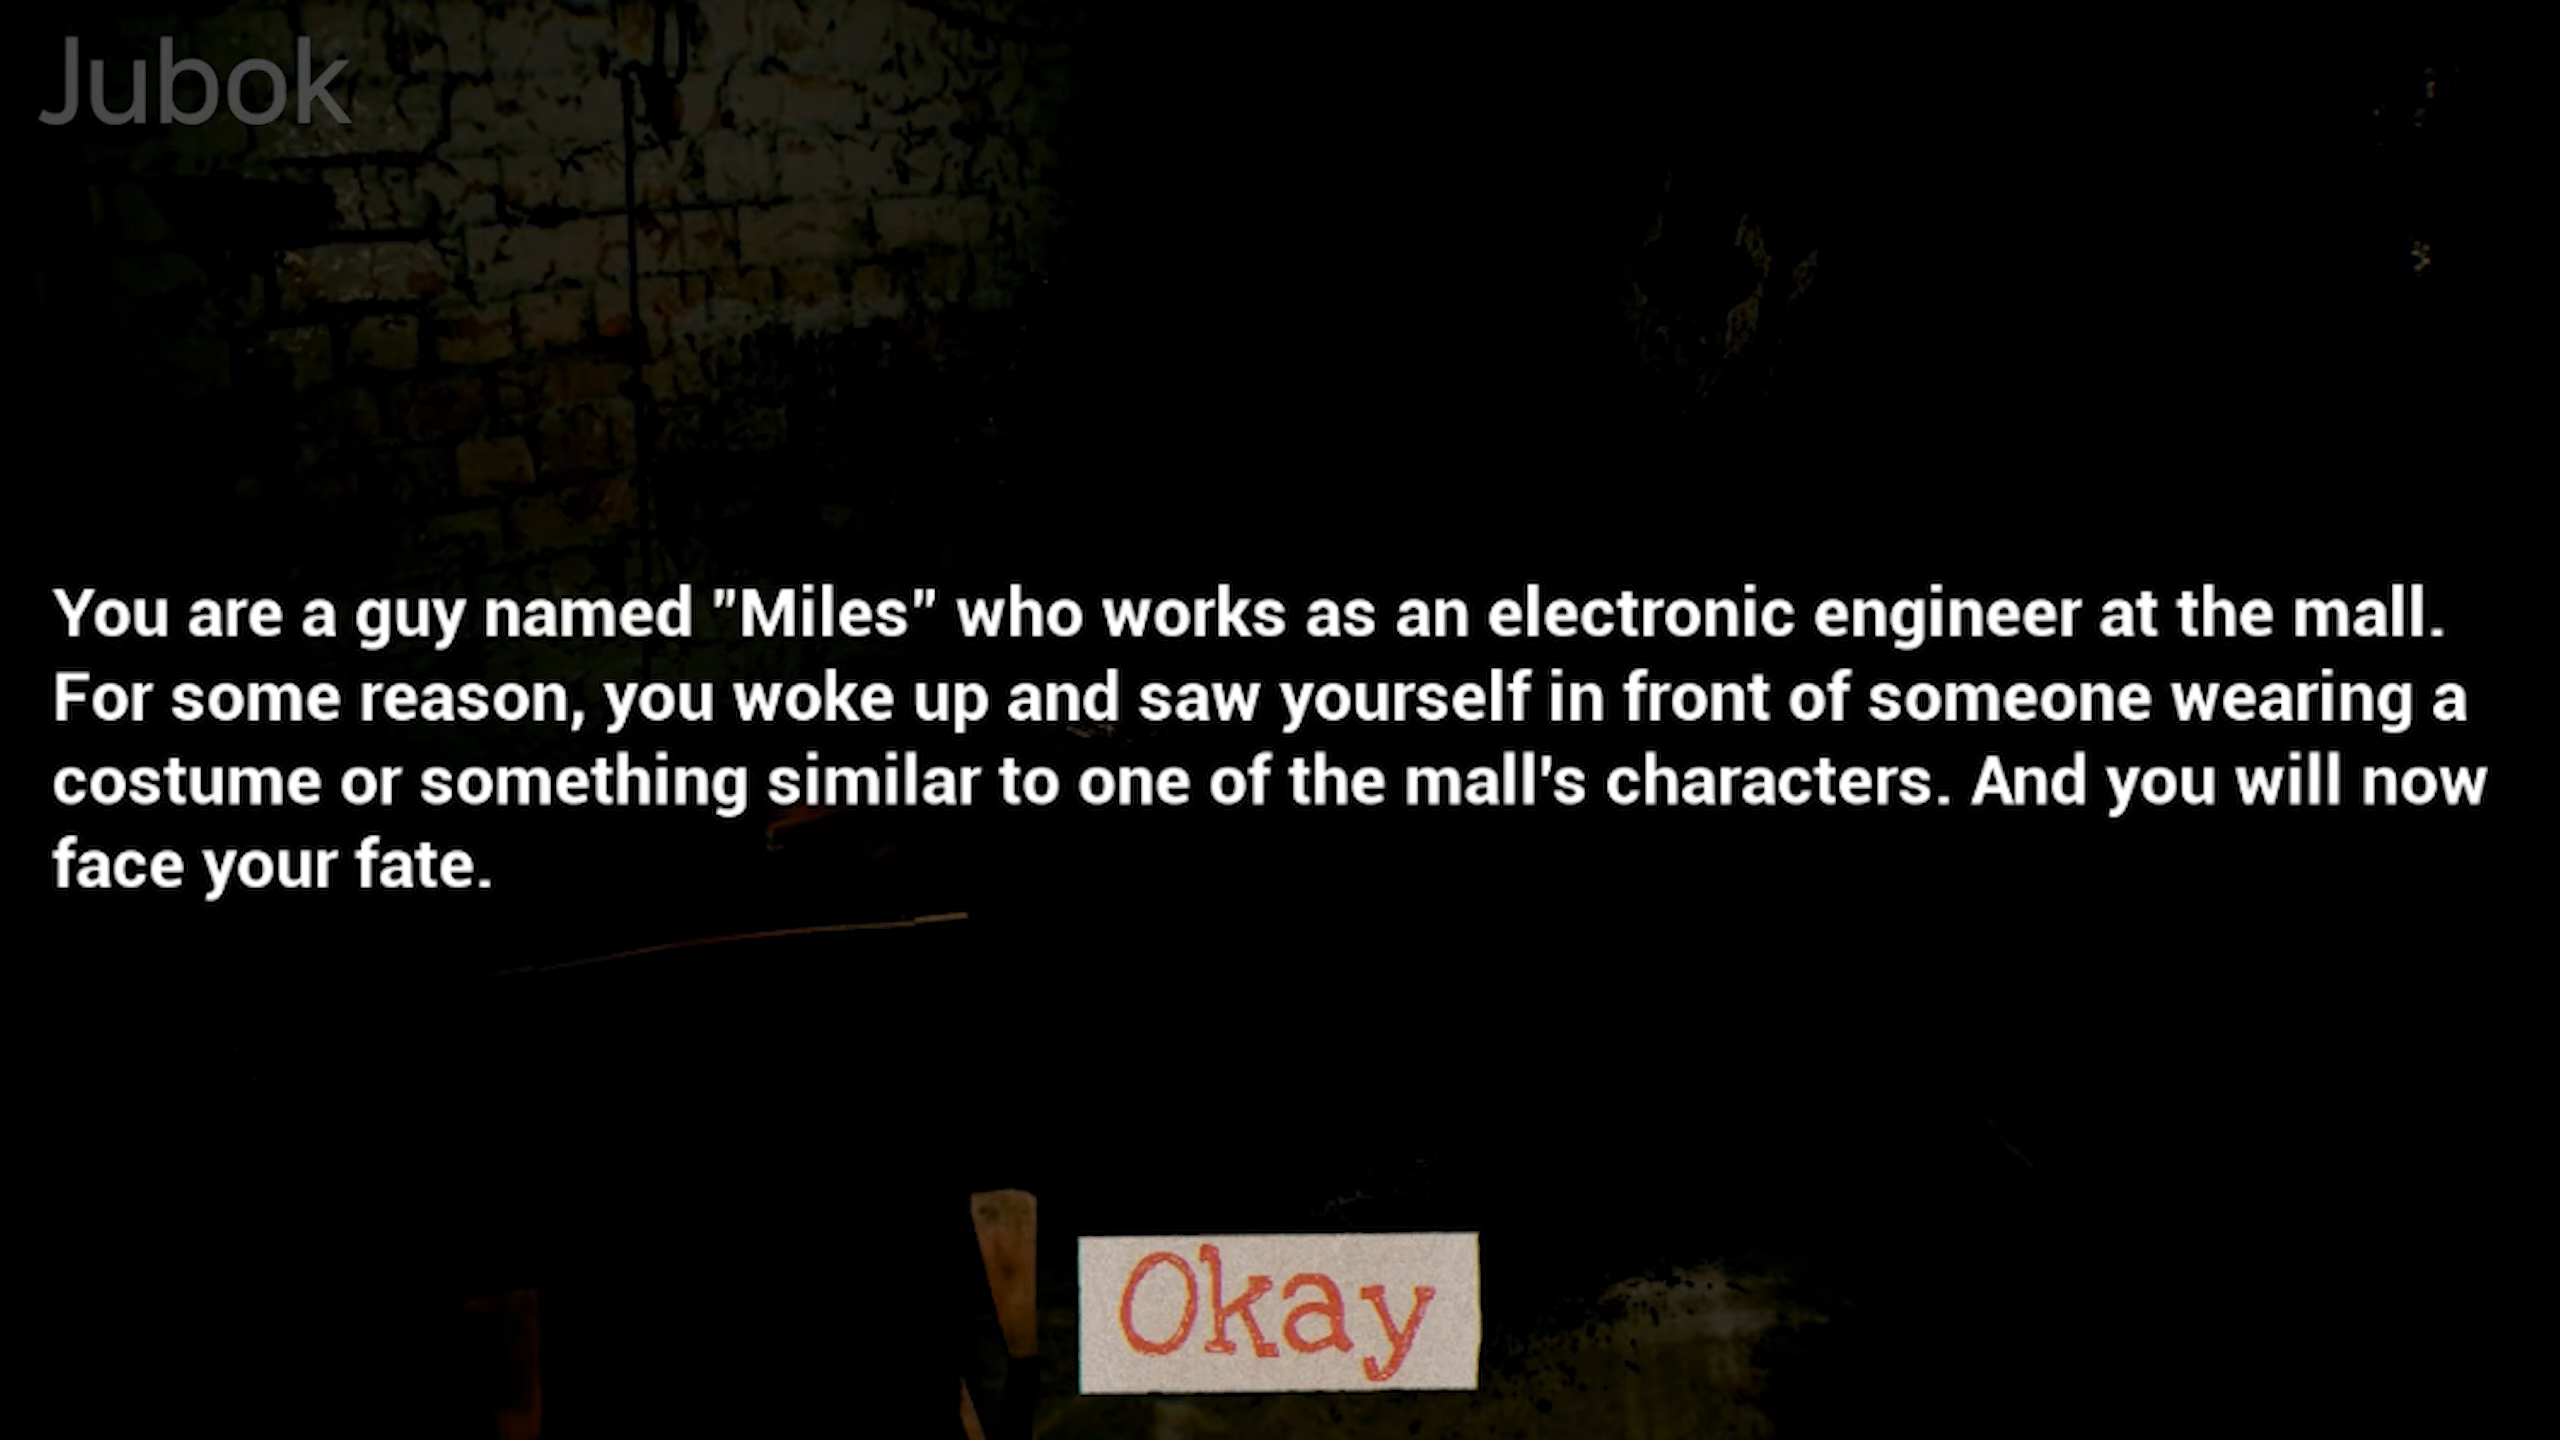 Jubok
You are a guy named "Miles" who works as an electronic engineer at the mall.
For some reason, you woke up and saw yourself in front of someone wearing a
costume or something similar to one of the mall's characters. And you will now
face your fate.
Okay